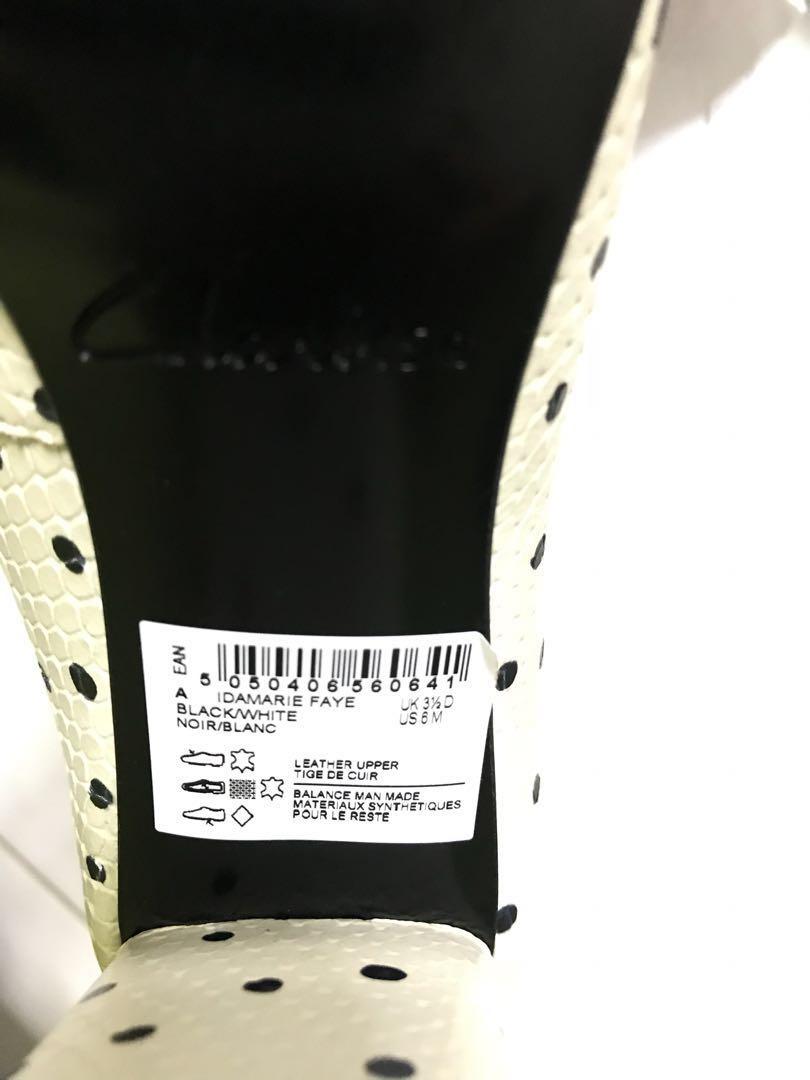 Clarks
EAN
5 050406 560641
A IDAMARIE FAYE UK 3½ D
BLACK/WHITE US 6 M
NOIR/BLANC
LEATHER UPPER
TIGE DE CUIR
BALANCE MAN MADE
MATERIAUX SYNTHETIQUES
POUR LE RESTE